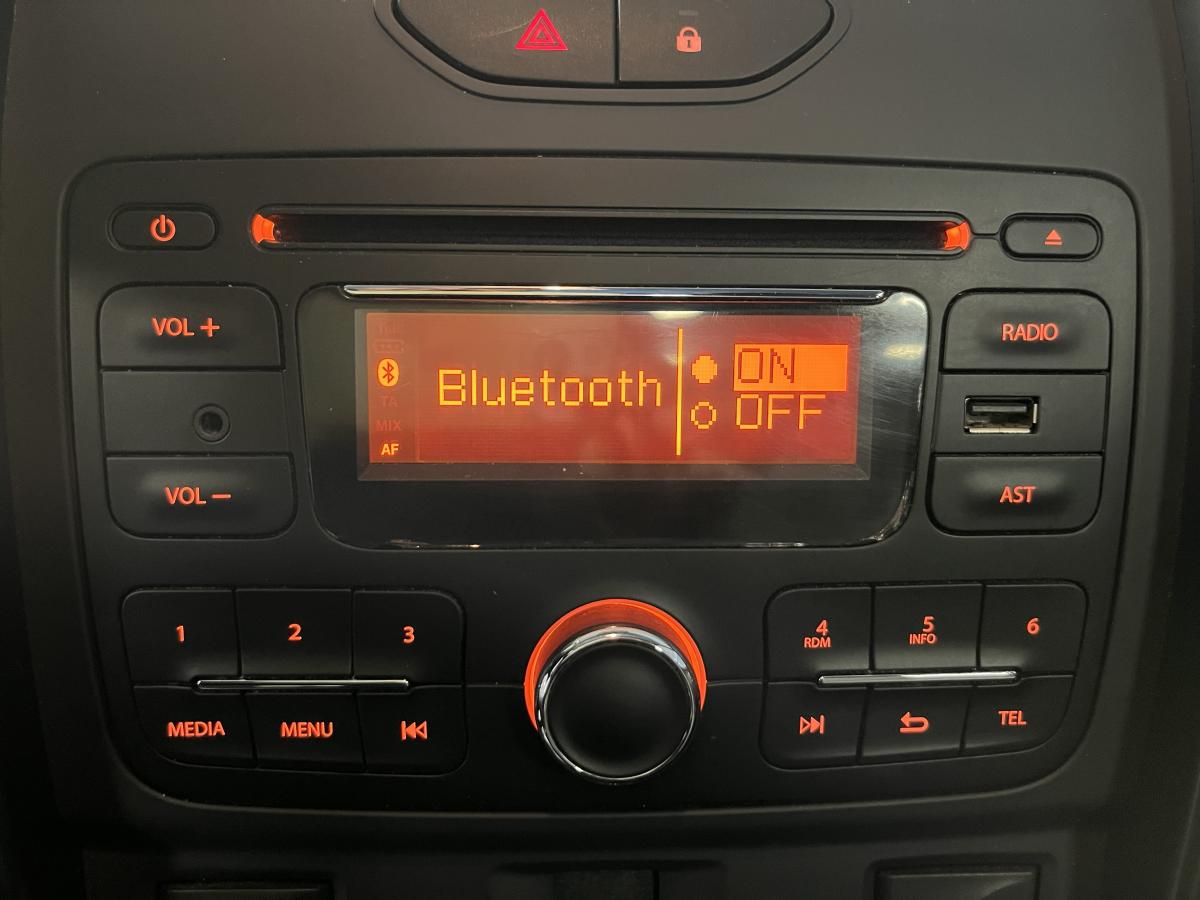 VOL +
RADIO
Bluetooth
ON
OFF
TA
MIX
AF
VOL −
AST
1
2
3
4
RDM
5
INFO
6
MEDIA
MENU
TEL